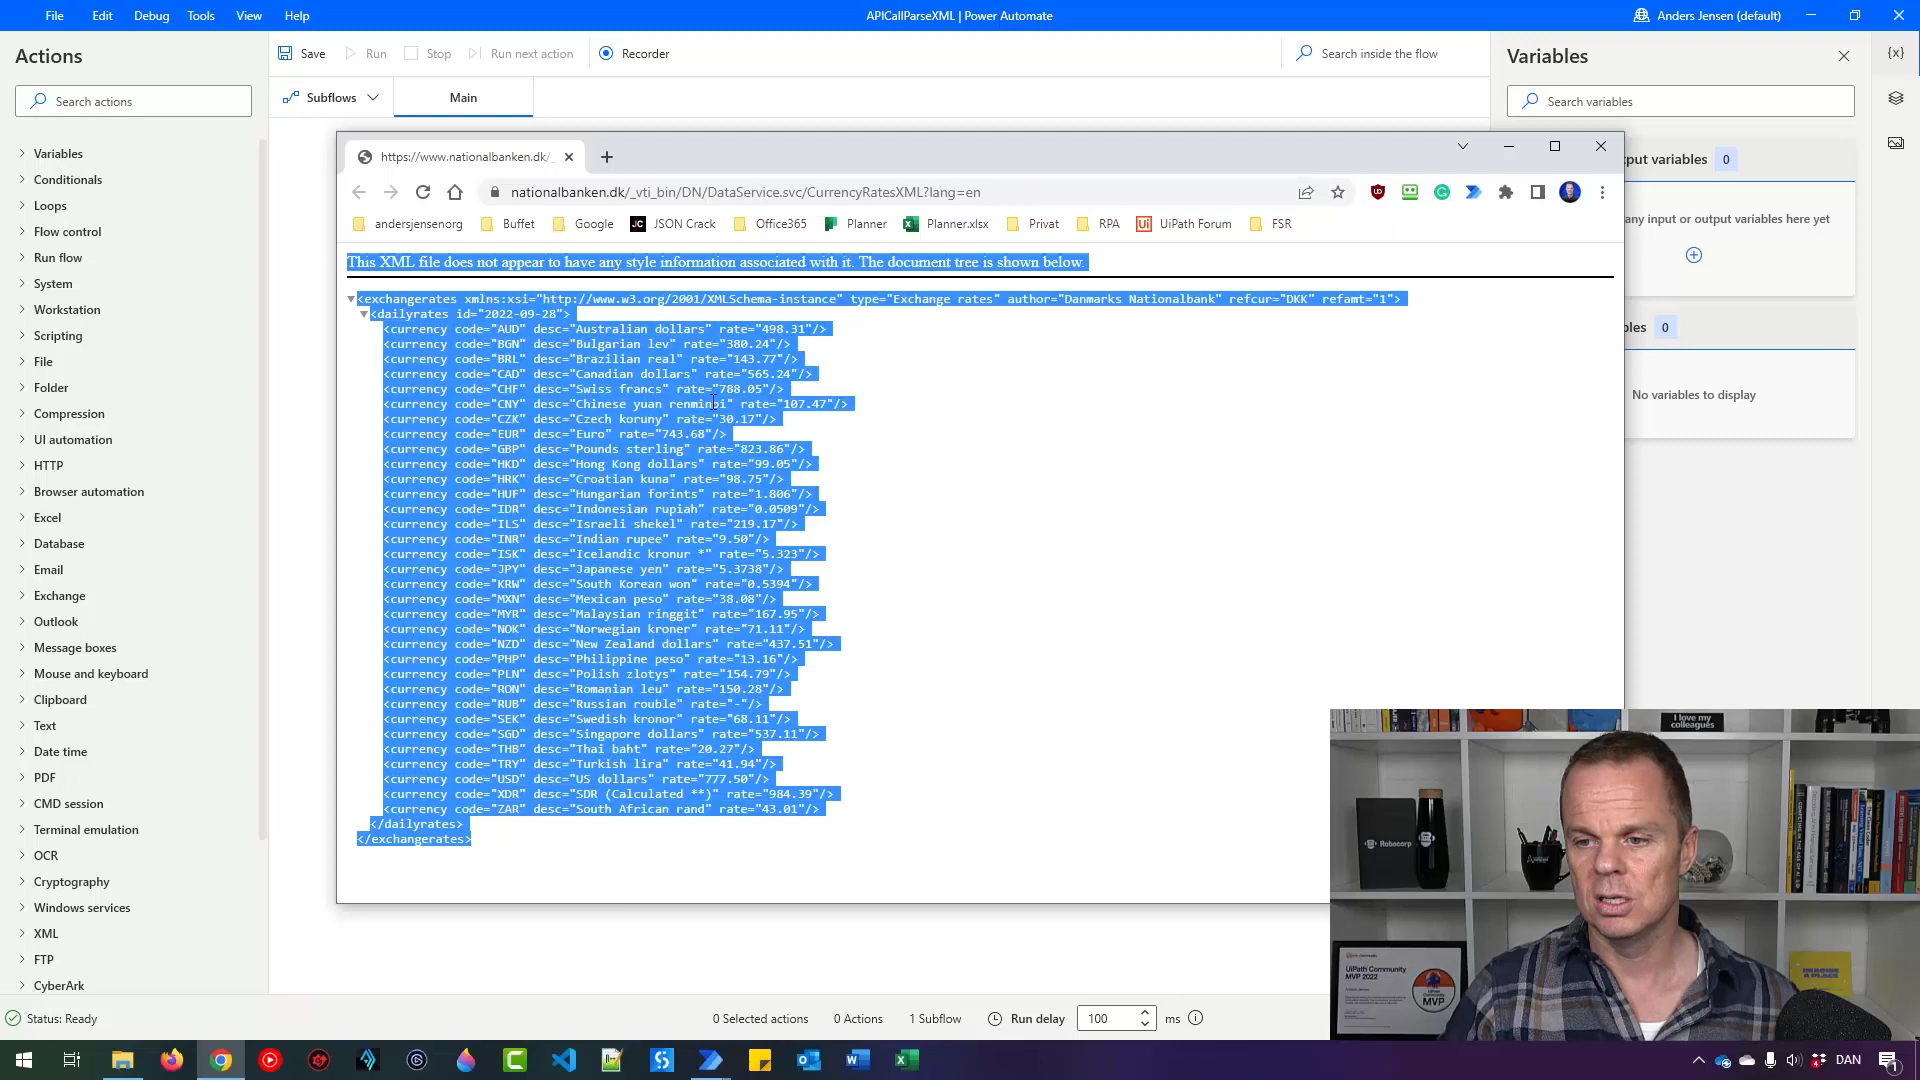 File Edit Debug Tools View Help
APICallParseXML | Power Automate
Anders Jensen (default)
Actions
Save Run Stop Run next action Recorder
Search inside the flow
Variables
{x}
Search actions
Subflows Main
Search variables
Variables
Conditionals
Loops
Flow control
Run flow
System
Workstation
Scripting
File
Folder
Compression
UI automation
HTTP
Browser automation
Excel
Database
Email
Exchange
Outlook
Message boxes
Mouse and keyboard
Clipboard
Text
Date time
PDF
CMD session
Terminal emulation
OCR
Cryptography
Windows services
XML
FTP
CyberArk
https://www.nationalbanken.dk/_
nationalbanken.dk/_vti_bin/DN/DataService.svc/CurrencyRatesXML?lang=en
andersjensenorg Buffet Google JC JSON Crack Office365 Planner Planner.xlsx Privat RPA Ui UiPath Forum FSR
This XML file does not appear to have any style information associated with it. The document tree is shown below.
<exchangerates xmlns:xsi="http://www.w3.org/2001/XMLSchema-instance" type="Exchange rates" author="Danmarks Nationalbank" refcur="DKK" refamt="1">
<dailyrates id="2022-09-28">
<currency code="AUD" desc="Australian dollars" rate="498.31"/>
<currency code="BGN" desc="Bulgarian lev" rate="380.24"/>
<currency code="BRL" desc="Brazilian real" rate="143.77"/>
<currency code="CAD" desc="Canadian dollars" rate="565.24"/>
<currency code="CHF" desc="Swiss francs" rate="788.05"/>
<currency code="CNY" desc="Chinese yuan renminbi" rate="107.47"/>
<currency code="CZK" desc="Czech koruny" rate="30.17"/>
<currency code="EUR" desc="Euro" rate="743.68"/>
<currency code="GBP" desc="Pounds sterling" rate="823.86"/>
<currency code="HKD" desc="Hong Kong dollars" rate="99.05"/>
<currency code="HRK" desc="Croatian kuna" rate="98.75"/>
<currency code="HUF" desc="Hungarian forints" rate="1.806"/>
<currency code="IDR" desc="Indonesian rupiah" rate="0.0509"/>
<currency code="ILS" desc="Israeli shekel" rate="219.17"/>
<currency code="INR" desc="Indian rupee" rate="9.50"/>
<currency code="ISK" desc="Icelandic kronur *" rate="5.323"/>
<currency code="JPY" desc="Japanese yen" rate="5.3738"/>
<currency code="KRW" desc="South Korean won" rate="0.5394"/>
<currency code="MXN" desc="Mexican peso" rate="38.08"/>
<currency code="MYR" desc="Malaysian ringgit" rate="167.95"/>
<currency code="NOK" desc="Norwegian kroner" rate="71.11"/>
<currency code="NZD" desc="New Zealand dollars" rate="437.51"/>
<currency code="PHP" desc="Philippine peso" rate="13.16"/>
<currency code="PLN" desc="Polish zlotys" rate="154.79"/>
<currency code="RON" desc="Romanian leu" rate="150.28"/>
<currency code="RUB" desc="Russian rouble" rate="-"/>
<currency code="SEK" desc="Swedish kronor" rate="68.11"/>
<currency code="SGD" desc="Singapore dollars" rate="537.11"/>
<currency code="THB" desc="Thai baht" rate="20.27"/>
<currency code="TRY" desc="Turkish lira" rate="41.94"/>
<currency code="USD" desc="US dollars" rate="777.50"/>
<currency code="XDR" desc="SDR (Calculated **)" rate="984.39"/>
<currency code="ZAR" desc="South African rand" rate="43.01"/>
</dailyrates>
</exchangerates>
put variables 0
any input or output variables here yet
bles 0
No variables to display
I love my
colleagues
Robocorp
UiPath Community
MVP 2022
MVP
IMAGINE
A PLACE
Status: Ready
0 Selected actions 0 Actions 1 Subflow Run delay 100 ms
DAN
1